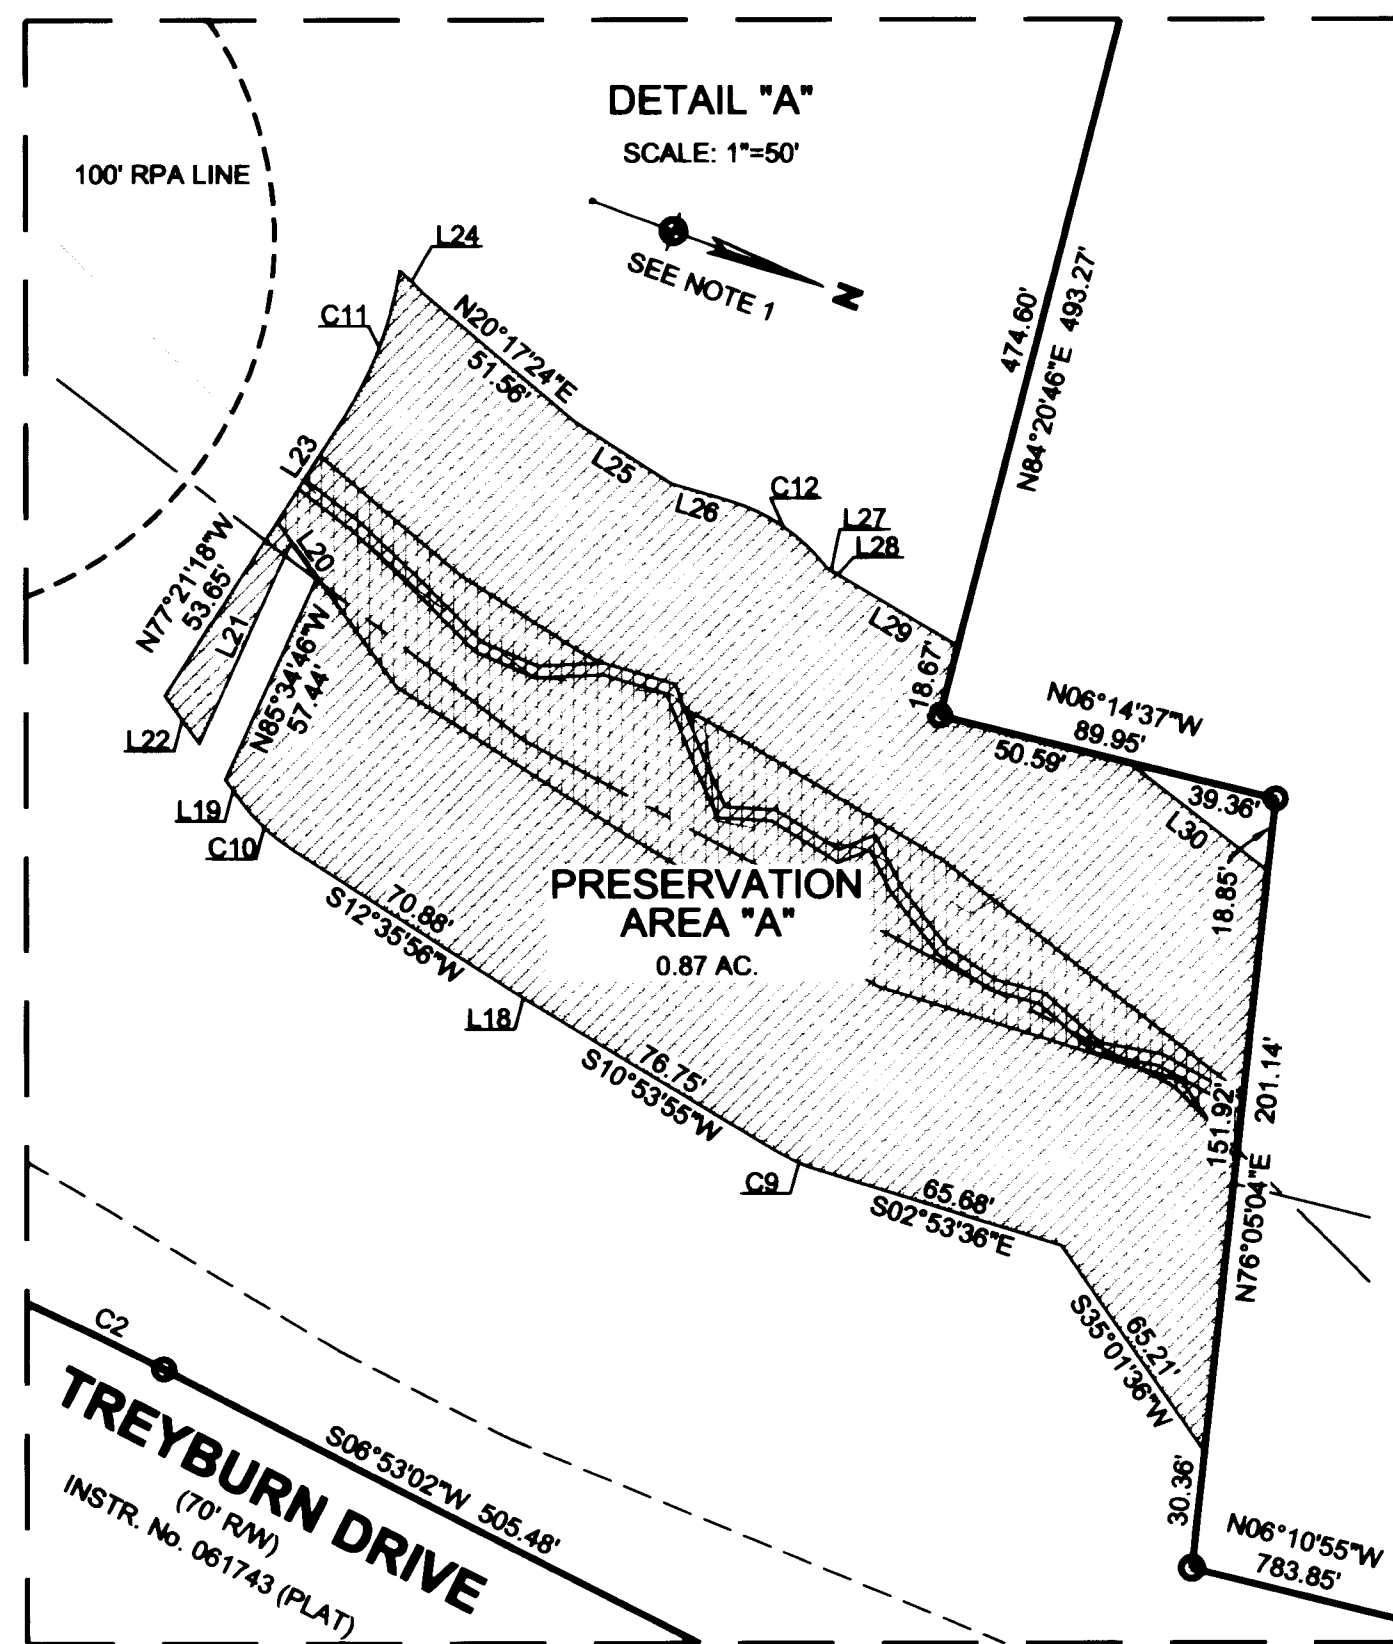 DETAIL "A"
SCALE: 1"=50'
100' RPA LINE
SEE NOTE 1
N
L24
C11
N20°17'24"E
51.56'
474.60'
N84°20'46"E 493.27'
L23
L25
L26
C12
L27
L28
L20
N77°21'18"W
53.65'
L21
L29
18.67'
N85°34'46"W
57.44'
N06°14'37"W
89.95'
50.59'
39.36'
L22
L30
L19
C10
18.85'
70.88'
S12°35'56"W
PRESERVATION
AREA "A"
0.87 AC.
L18
76.75'
S10°53'55"W
151.92'
N76°05'04"E 201.14'
C9
65.68'
S02°53'36"E
65.21'
S35°01'36"W
C2
TREYBURN DRIVE
(70' R/W)
INSTR. No. 061743 (PLAT)
S06°53'02"W 505.48'
30.36'
N06°10'55"W
783.85'